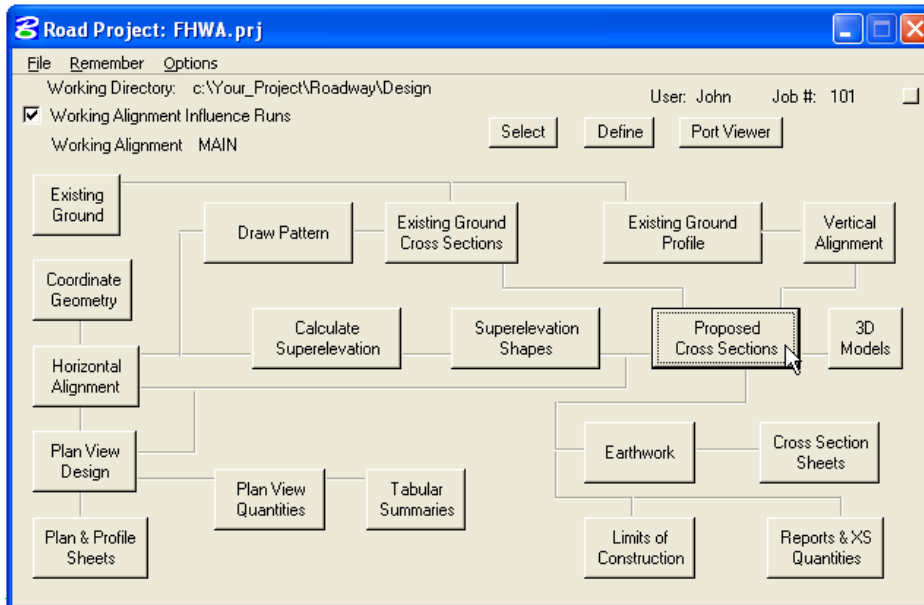 Road Project: FHWA.prj
File Remember Options
Working Directory: c:\Your_Project\Roadway\Design
User: John Job #: 101
Working Alignment Influence Runs
Select Define Port Viewer
Working Alignment MAIN
Existing
Ground
Draw Pattern
Existing Ground
Cross Sections
Existing Ground
Profile
Vertical
Alignment
Coordinate
Geometry
Calculate
Superelevation
Superelevation
Shapes
Proposed
Cross Sections
3D
Models
Horizontal
Alignment
Plan View
Design
Earthwork
Cross Section
Sheets
Plan View
Quantities
Tabular
Summaries
Plan & Profile
Sheets
Limits of
Construction
Reports & XS
Quantities